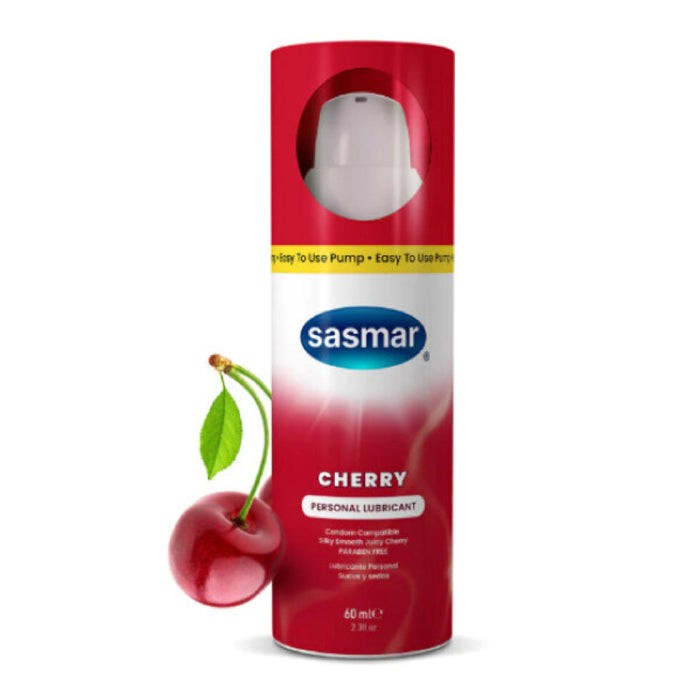 • Easy To Use Pump • Easy To Use Pump
sasmar®
CHERRY
PERSONAL LUBRICANT
Condom Compatible
Silky Smooth Juicy Cherry
PARABEN FREE
Lubricante Personal
Suave y sedos
60 ml℮
2.3fl oz